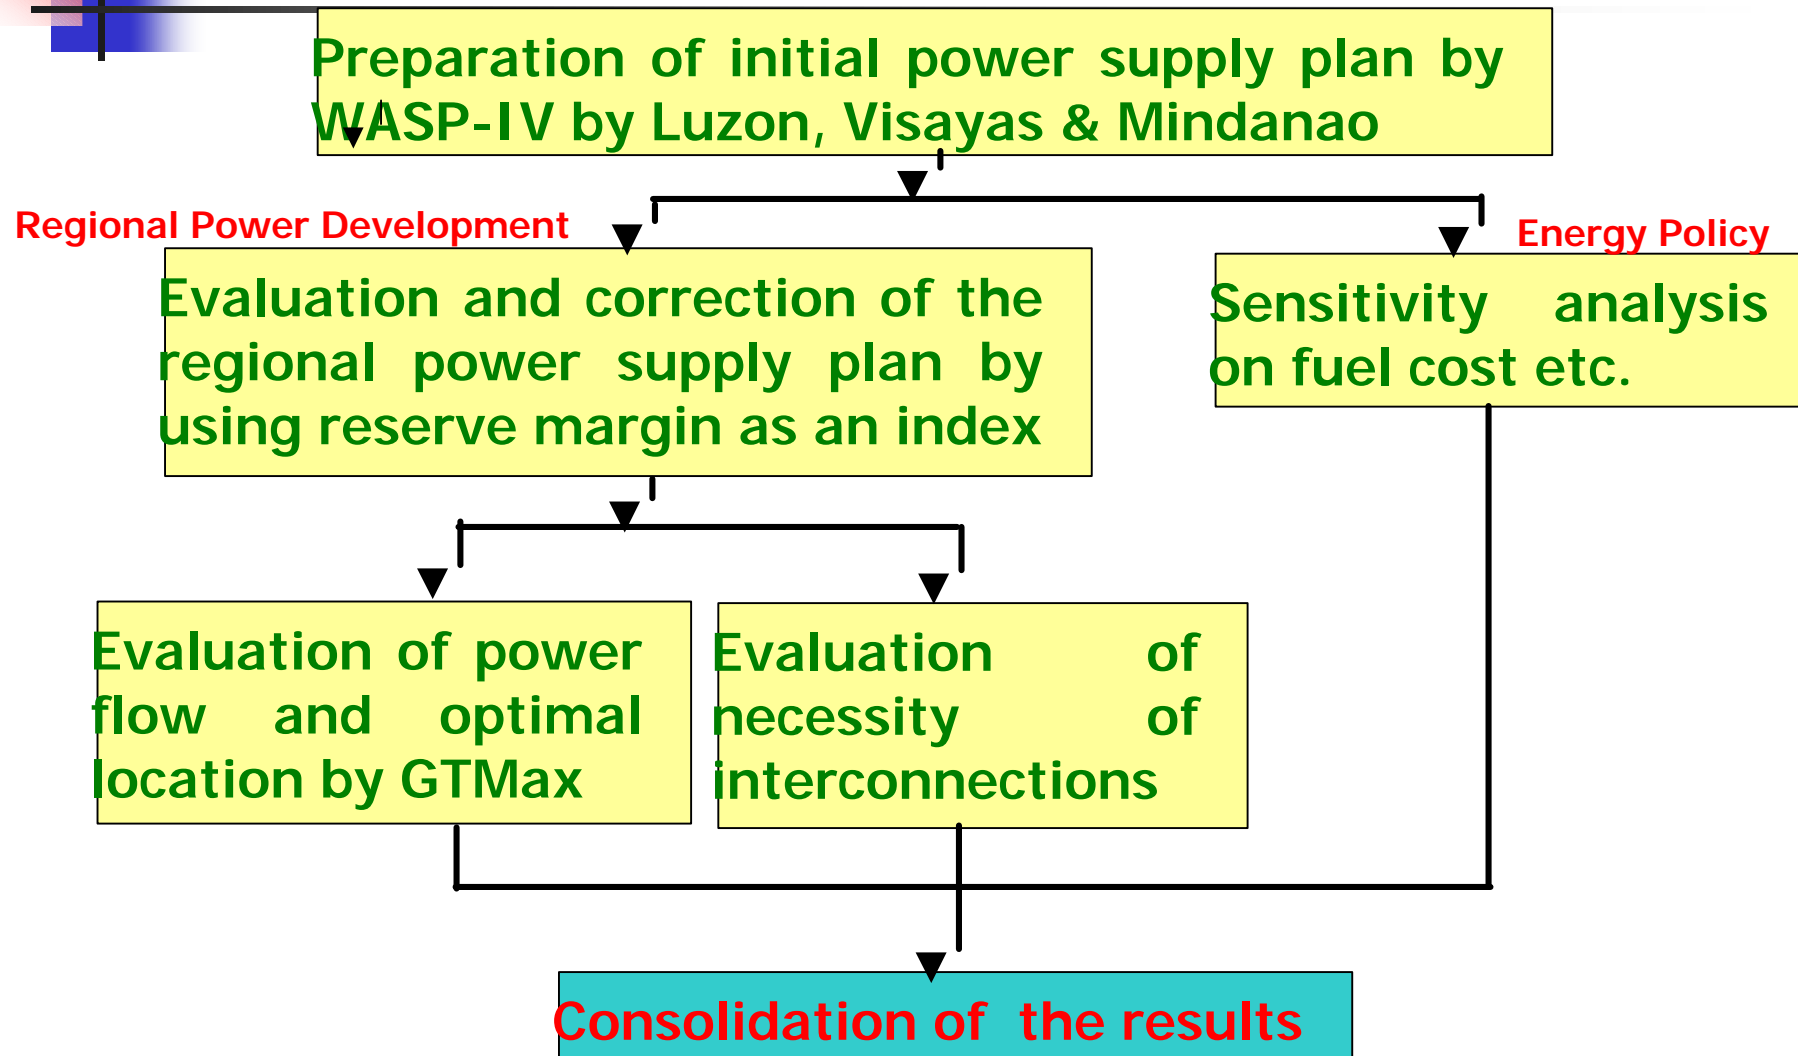 Preparation of initial power supply plan by
WASP-IV by Luzon, Visayas & Mindanao
Regional Power Development
Energy Policy
Evaluation and correction of the
regional power supply plan by
using reserve margin as an index
Sensitivity analysis
on fuel cost etc.
Evaluation of power
flow and optimal
location by GTMax
Evaluation of
necessity of
interconnections
Consolidation of the results